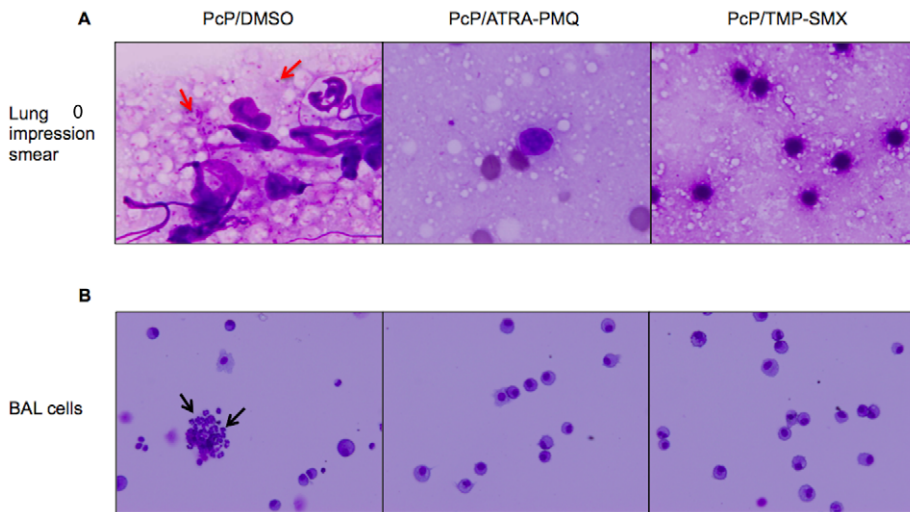 A PcP/DMSO PcP/ATRA-PMQ PcP/TMP-SMX
Lung 0
impression
smear
B
BAL cells